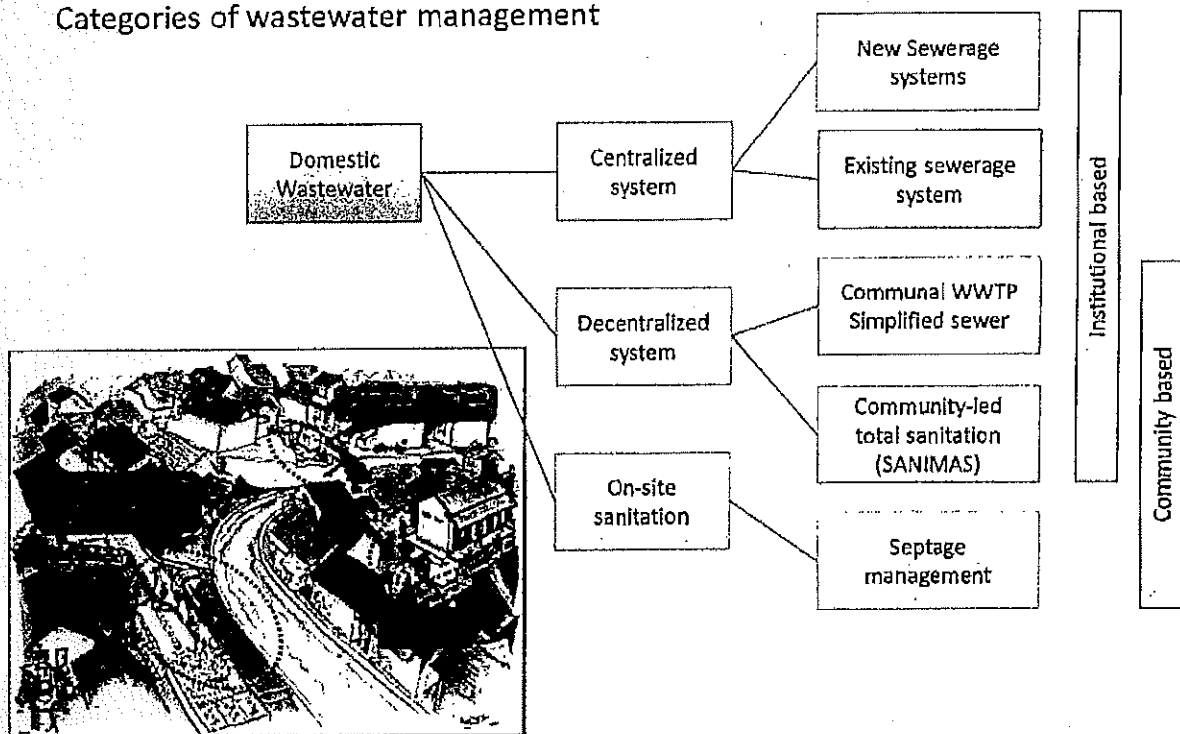 Categories of wastewater management
Domestic
Wastewater
Centralized
system
Decentralized
system
On-site
sanitation
New Sewerage
systems
Existing sewerage
system
Communal WWTP
Simplified sewer
Community-led
total sanitation
(SANIMAS)
Septage
management
Institutional based
Community based